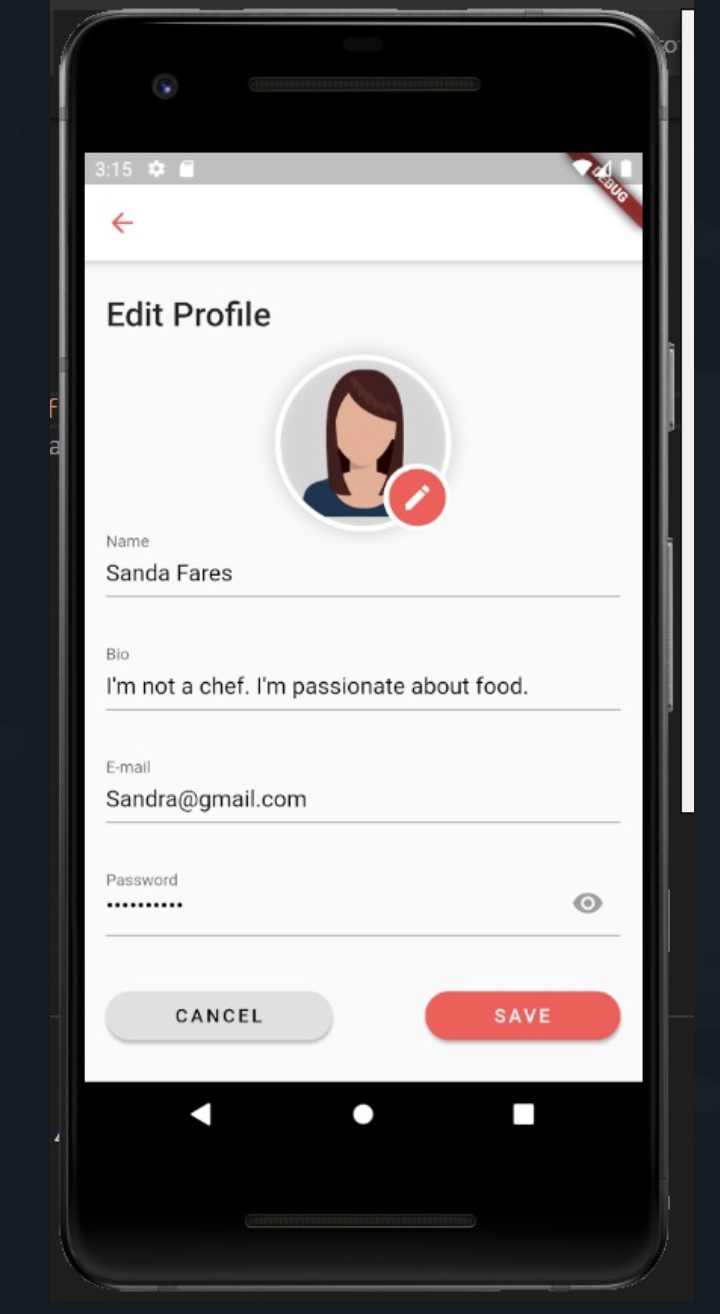 3:15
DEBUG
Edit Profile
Name
Sanda Fares
Bio
I'm not a chef. I'm passionate about food.
E-mail
Sandra@gmail.com
Password
••••••••••
CANCEL
SAVE